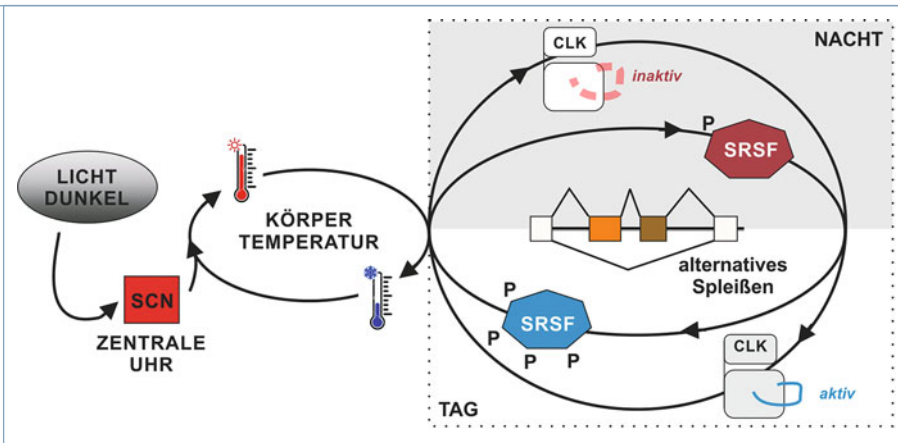 LICHT
DUNKEL
SCN
ZENTRALE
UHR
KÖRPER
TEMPERATUR
NACHT
CLK
inaktiv
P
SRSF
alternatives
Spleißen
P
SRSF
P
P
P
CLK
aktiv
TAG